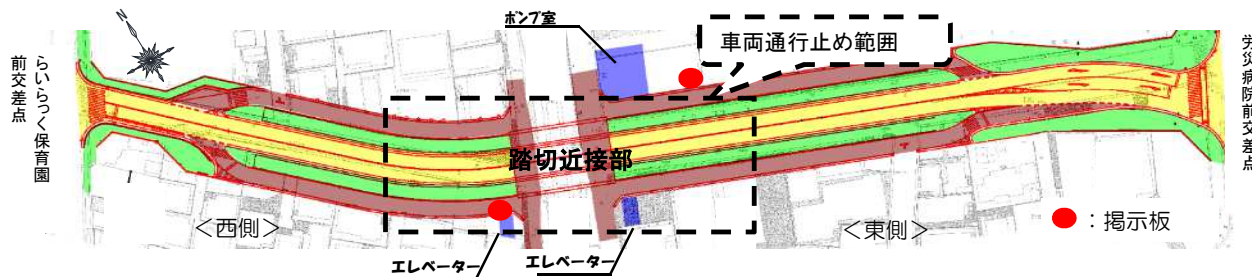 N
ポンプ室
車両通行止め範囲
らいらっく保育園
前交差点
労災病院前交差点
踏切近接部
<西側>
<東側>
●：掲示板
エレベーター
エレベーター